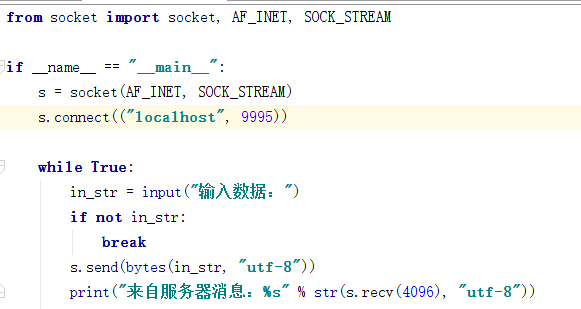 from socket import socket, AF_INET, SOCK_STREAM
if __name__ == "__main__":
s = socket(AF_INET, SOCK_STREAM)
s.connect(("localhost", 9995))
while True:
in_str = input("输入数据：")
if not in_str:
break
s.send(bytes(in_str, "utf-8"))
print("来自服务器消息：%s" % str(s.recv(4096), "utf-8"))